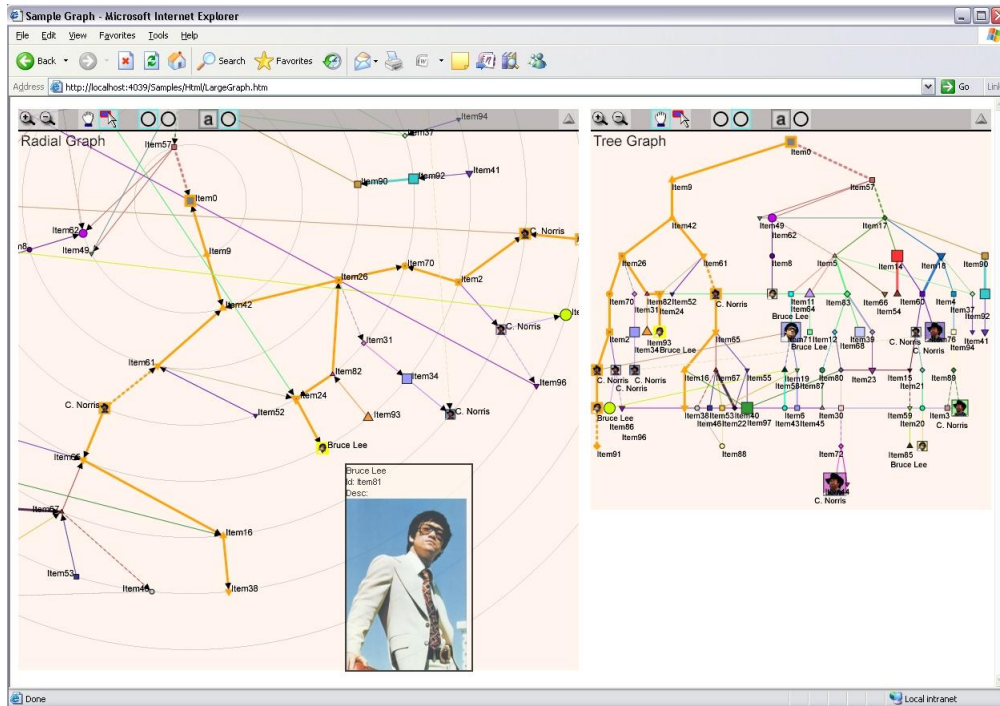 Sample Graph - Microsoft Internet Explorer
File Edit View Favorites Tools Help
Back Search Favorites
Address http://localhost:4039/Samples/Html/LargeGraph.htm Go Link
a
Radial Graph
Item94
Item37
Item57
Item41
Item92
Item90
Item0
Item62
C. Norris
Item49
Item9
Item70
Item26
Item2
Item42
Item31
C. Norris
Item61
Item82
Item34
Item96
C. Norris
Item24
Item52
Item93
C. Norris
Bruce Lee
Item16
Item53
Item38
Bruce Lee
Id: Item81
Desc:
a
Tree Graph
Item0
Item9
Item57
Item42
Item49
Item17
Item62
Item26
Item61
Item8
Item5
Item14
Item18
Item90
Item70
Item82
Item52
C. Norris
Item11
Item83
Item66
Item60
Item4
Item37
Item31
Item24
Item64
Item54
Item92
Bruce Lee
Item2
Item93
Item65
Item71
Item12
Item39
C. Norris
Item76
Item41
Item34
Bruce Lee
Bruce Lee
Item68
C. Norris
Item94
C. Norris
C. Norris
C. Norris
Item16
Item67
Item55
Item19
Item80
Item23
Item15
Item89
Item58
Item87
Item21
Bruce Lee
Item38
Item53
Item40
Item6
Item30
Item59
Item3
Item86
Item46
Item22
Item97
Item43
Item45
Item20
C. Norris
Item96
Item91
Item88
Item72
Item85
Bruce Lee
C. Norris
Done Local intranet